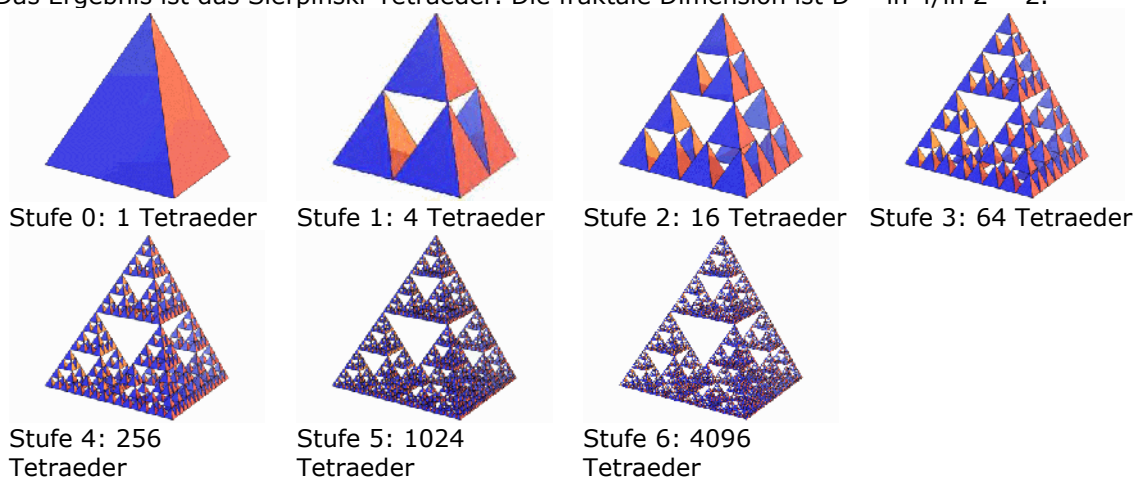 Das Ergebnis ist das Sierpinski-Tetraeder. Die fraktale Dimension ist D = ln 4/ln 2 = 2.
Stufe 0: 1 Tetraeder Stufe 1: 4 Tetraeder Stufe 2: 16 Tetraeder Stufe 3: 64 Tetraeder
Stufe 4: 256 Stufe 5: 1024 Stufe 6: 4096
Tetraeder Tetraeder Tetraeder